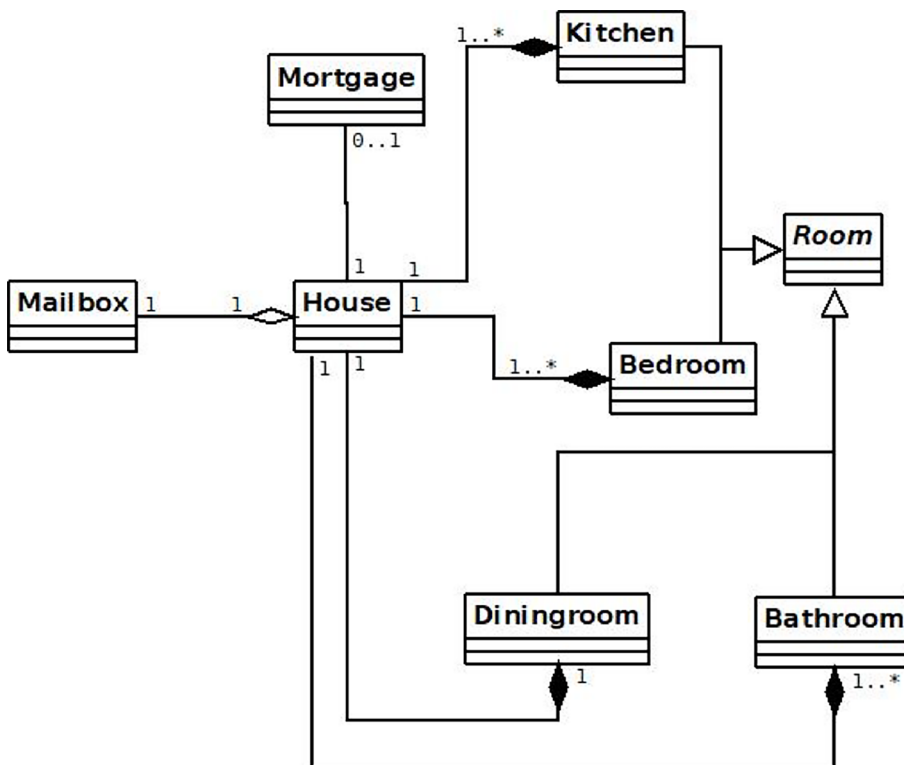 Kitchen
1..*
Mortgage
0..1
Room
1
1
Mailbox
1
1
House
1
1..*
Bedroom
1
1
Diningroom
1
Bathroom
1..*